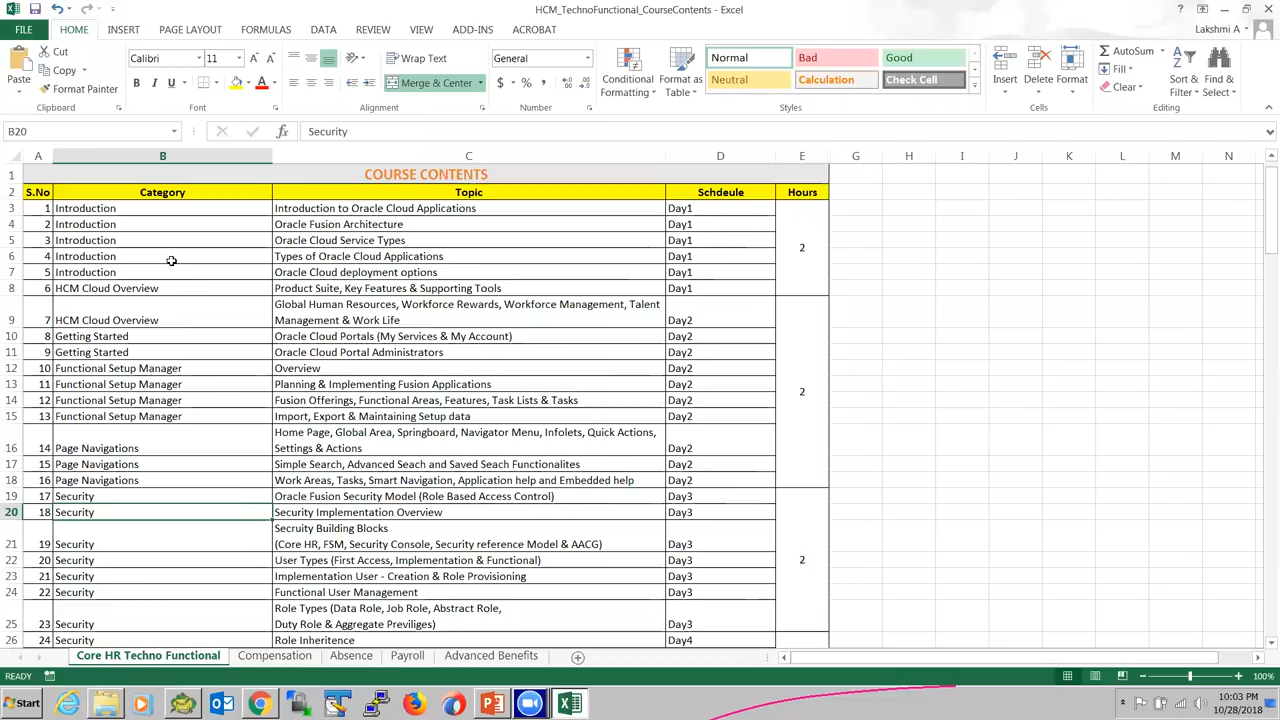 HCM_TechnoFunctional_CourseContents - Excel
FILE HOME INSERT PAGE LAYOUT FORMULAS DATA REVIEW VIEW ADD-INS ACROBAT Lakshmi A
Paste
Cut
Copy
Format Painter
Clipboard
Calibri 11
B I U
Font
Wrap Text
Merge & Center
Alignment
General
$ % ,
Number
Conditional Formatting
Format as Table
Normal Bad Good
Neutral Calculation Check Cell
Styles
Insert Delete Format
Cells
AutoSum
Fill
Clear
Sort & Filter
Find & Select
Editing
B20 fx Security
A B C D E G H I J K L M N
1 COURSE CONTENTS
2 S.No Category Topic Schdeule Hours
3 1 Introduction Introduction to Oracle Cloud Applications Day1
4 2 Introduction Oracle Fusion Architecture Day1
5 3 Introduction Oracle Cloud Service Types Day1 2
6 4 Introduction Types of Oracle Cloud Applications Day1
7 5 Introduction Oracle Cloud deployment options Day1
8 6 HCM Cloud Overview Product Suite, Key Features & Supporting Tools Day1
Global Human Resources, Workforce Rewards, Workforce Management, Talent
9 7 HCM Cloud Overview Management & Work Life Day2
10 8 Getting Started Oracle Cloud Portals (My Services & My Account) Day2
11 9 Getting Started Oracle Cloud Portal Administrators Day2
12 10 Functional Setup Manager Overview Day2
13 11 Functional Setup Manager Planning & Implementing Fusion Applications Day2 2
14 12 Functional Setup Manager Fusion Offerings, Functional Areas, Features, Task Lists & Tasks Day2
15 13 Functional Setup Manager Import, Export & Maintaining Setup data Day2
Home Page, Global Area, Springboard, Navigator Menu, Infolets, Quick Actions,
16 14 Page Navigations Settings & Actions Day2
17 15 Page Navigations Simple Search, Advanced Seach and Saved Seach Functionalites Day2
18 16 Page Navigations Work Areas, Tasks, Smart Navigation, Application help and Embedded help Day2
19 17 Security Oracle Fusion Security Model (Role Based Access Control) Day3
20 18 Security Security Implementation Overview Day3
Secruity Building Blocks
21 19 Security (Core HR, FSM, Security Console, Security reference Model & AACG) Day3
22 20 Security User Types (First Access, Implementation & Functional) Day3 2
23 21 Security Implementation User - Creation & Role Provisioning Day3
24 22 Security Functional User Management Day3
Role Types (Data Role, Job Role, Abstract Role,
25 23 Security Duty Role & Aggregate Previliges) Day3
26 24 Security Role Inheritence Day4
Core HR Techno Functional Compensation Absence Payroll Advanced Benefits
READY 100%
Start
10:03 PM
10/28/2018